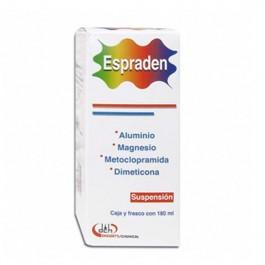 Espraden
Aluminio
Magnesio
Metoclopramida
Dimeticona
Suspensión
Caja y frasco con 180 ml